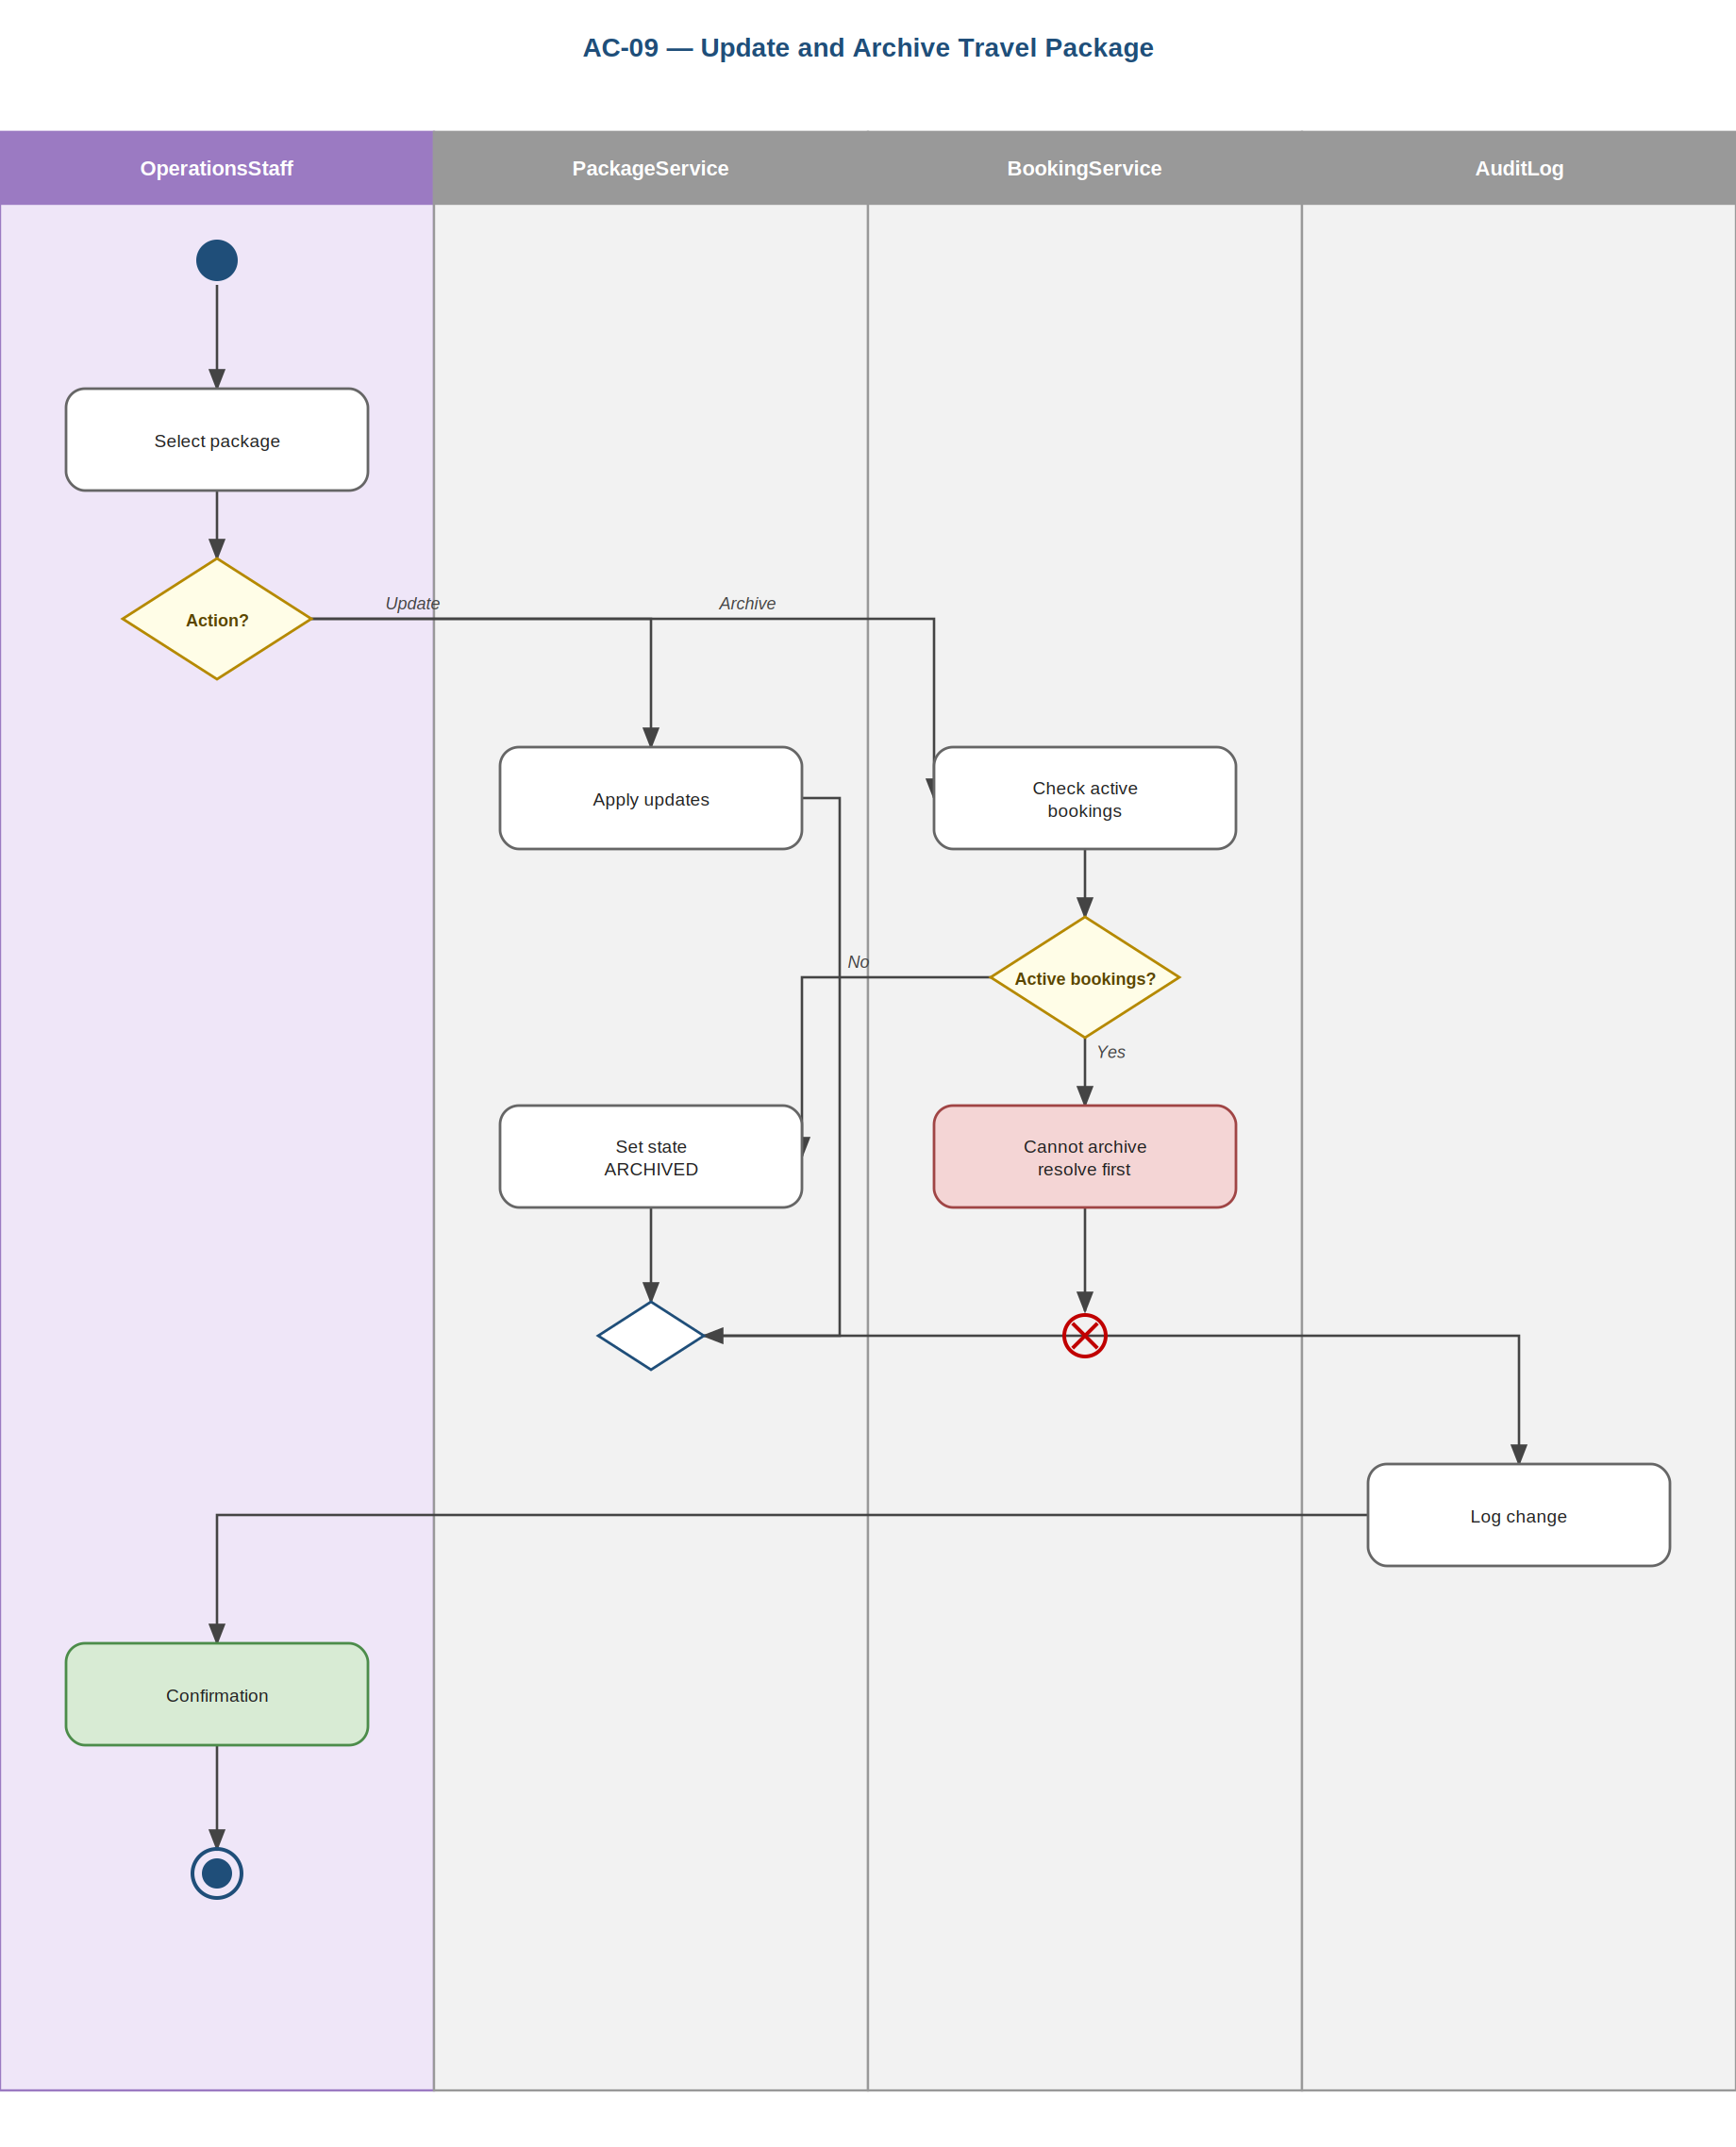 AC-09 — Update and Archive Travel Package
OperationsStaff
PackageService
BookingService
AuditLog
Select package
Action?
Update
Archive
Apply updates
Check active
bookings
No
Active bookings?
Yes
Set state
ARCHIVED
Cannot archive
resolve first
Log change
Confirmation